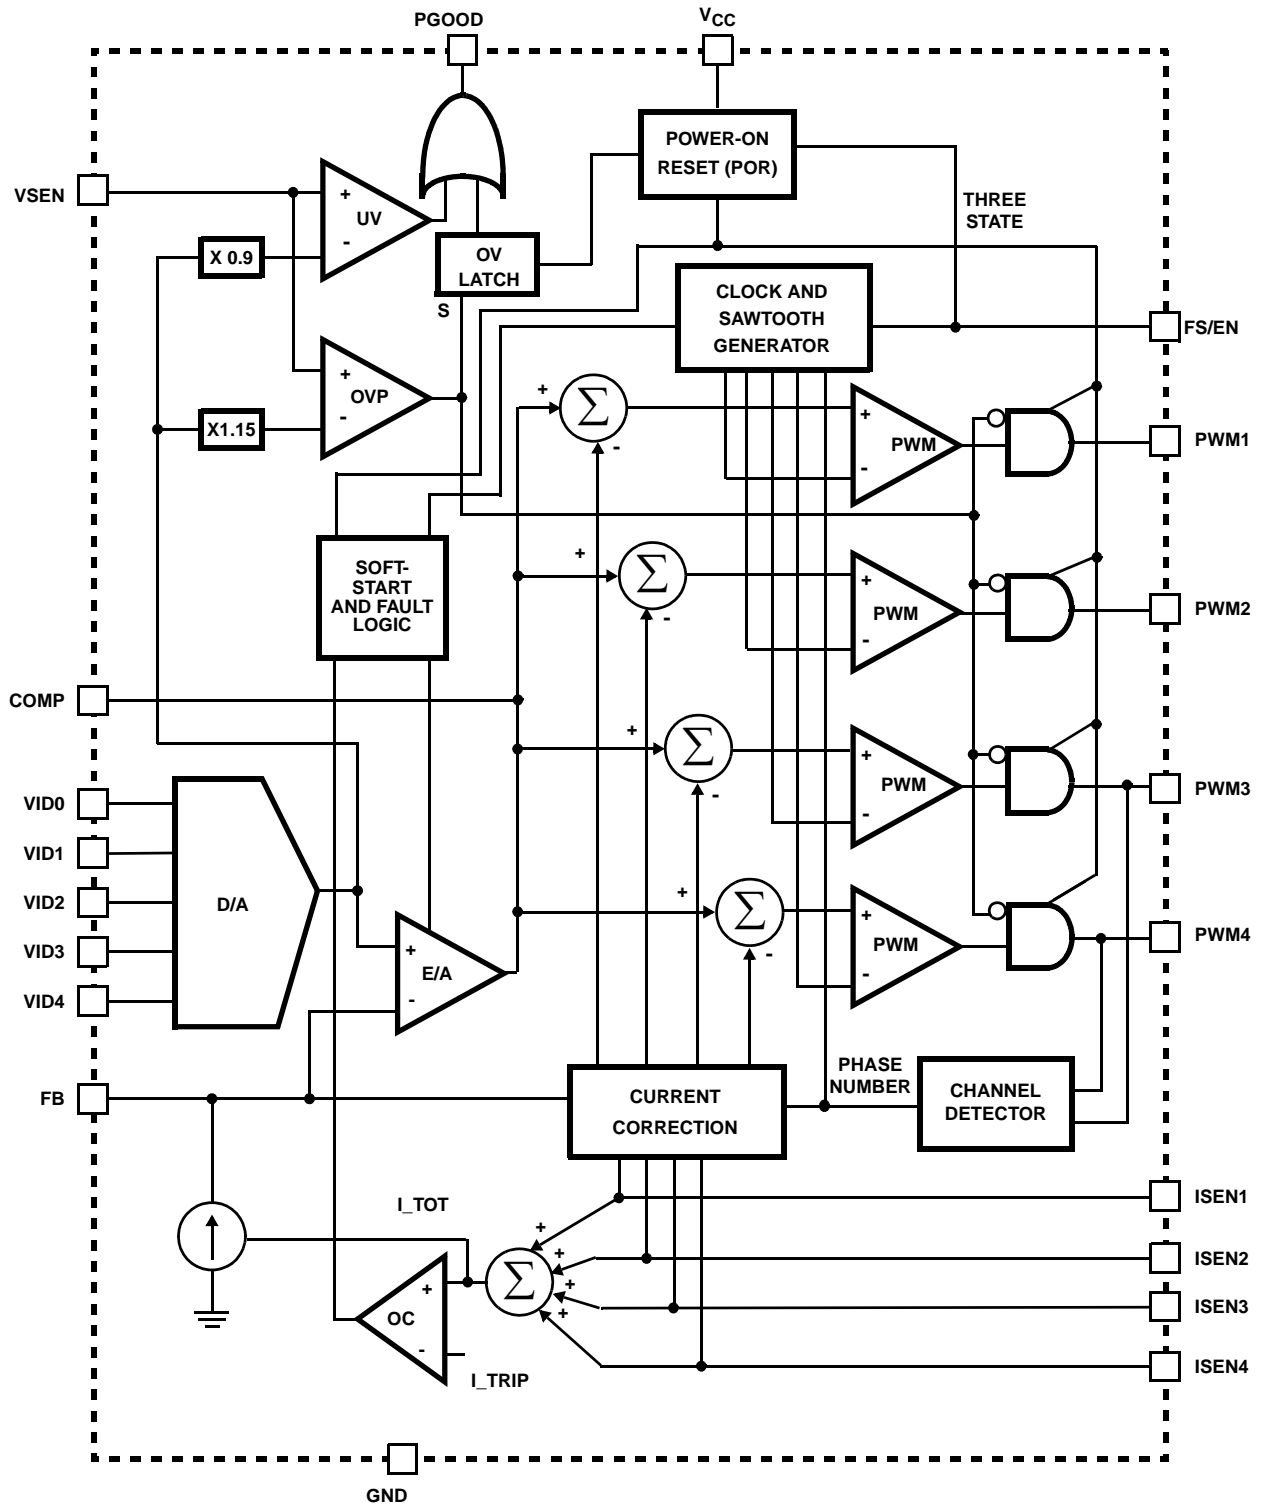 PGOOD
VCC
POWER-ON
RESET (POR)
VSEN
+
UV
-
THREE
STATE
X 0.9
OV
LATCH
S
CLOCK AND
SAWTOOTH
GENERATOR
FS/EN
+
OVP
-
X1.15
+
Σ
-
+
PWM
-
PWM1
SOFT-
START
AND FAULT
LOGIC
+
Σ
-
+
PWM
-
PWM2
COMP
+
Σ
-
+
PWM
-
PWM3
VID0
VID1
VID2
VID3
VID4
D/A
+
E/A
-
+
Σ
-
+
PWM
-
PWM4
FB
CURRENT
CORRECTION
PHASE
NUMBER
CHANNEL
DETECTOR
I_TOT
+
+
+
+
Σ
ISEN1
ISEN2
ISEN3
ISEN4
+
OC
-
I_TRIP
GND